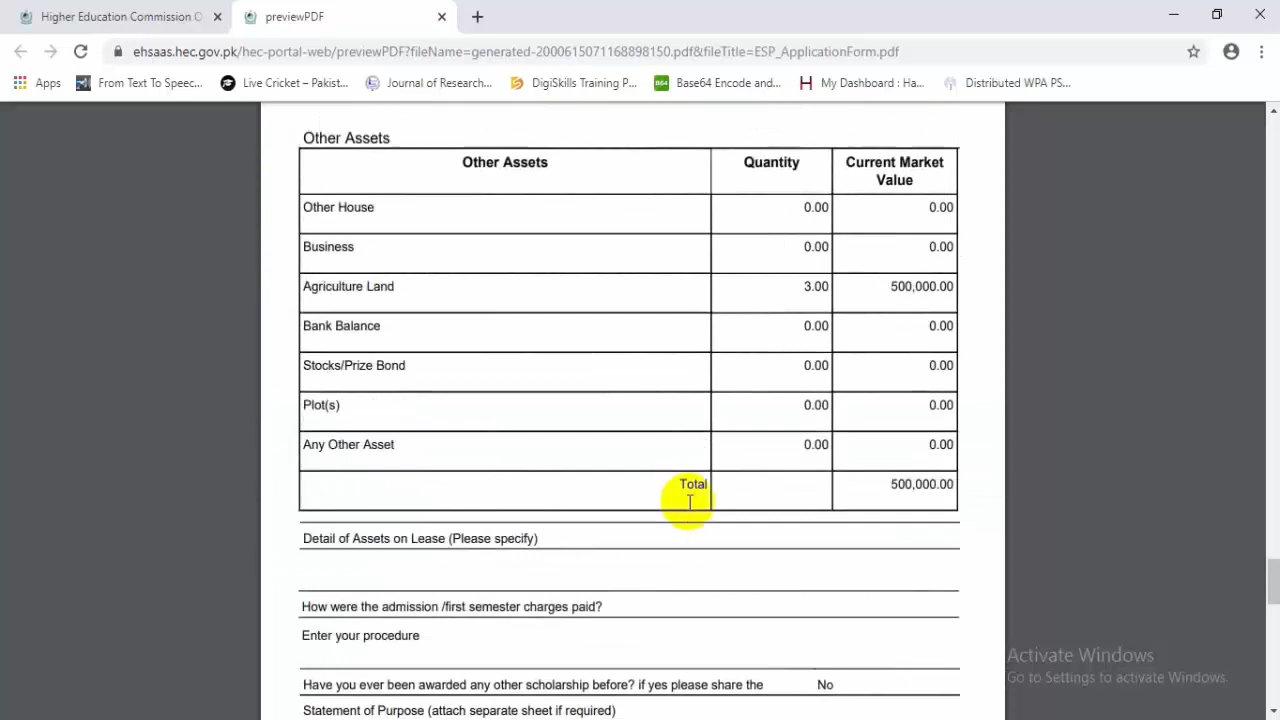 Higher Education Commission O
previewPDF
ehsaas.hec.gov.pk/hec-portal-web/previewPDF?fileName=generated-2000615071168898150.pdf&fileTitle=ESP_ApplicationForm.pdf
Apps From Text To Speec... Live Cricket – Pakist... Journal of Research... DigiSkills Training P... B64 Base64 Encode and... H My Dashboard : Ha... Distributed WPA PS...
Other Assets
Other Assets Quantity Current Market
Value
Other House 0.00 0.00
Business 0.00 0.00
Agriculture Land 3.00 500,000.00
Bank Balance 0.00 0.00
Stocks/Prize Bond 0.00 0.00
Plot(s) 0.00 0.00
Any Other Asset 0.00 0.00
Total 500,000.00
Detail of Assets on Lease (Please specify)
How were the admission /first semester charges paid?
Enter your procedure
Have you ever been awarded any other scholarship before? if yes please share the No
Statement of Purpose (attach separate sheet if required)
Activate Windows
Go to Settings to activate Windows.